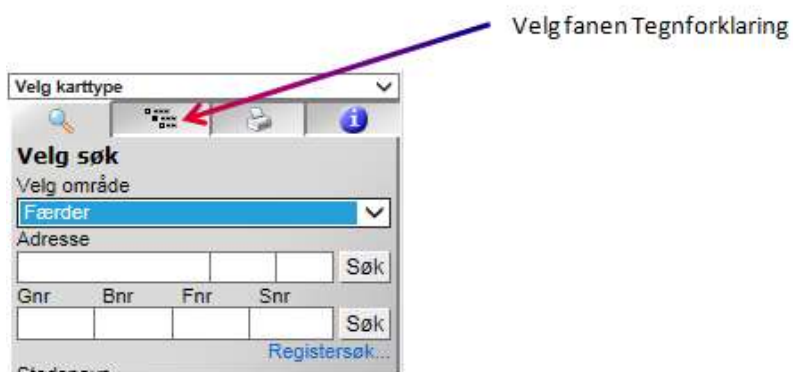 Velg fanen Tegnforklaring
Velg karttype
Velg søk
Velg område
Færder
Adresse
Søk
Gnr Bnr Fnr Snr
Søk
Registersøk...